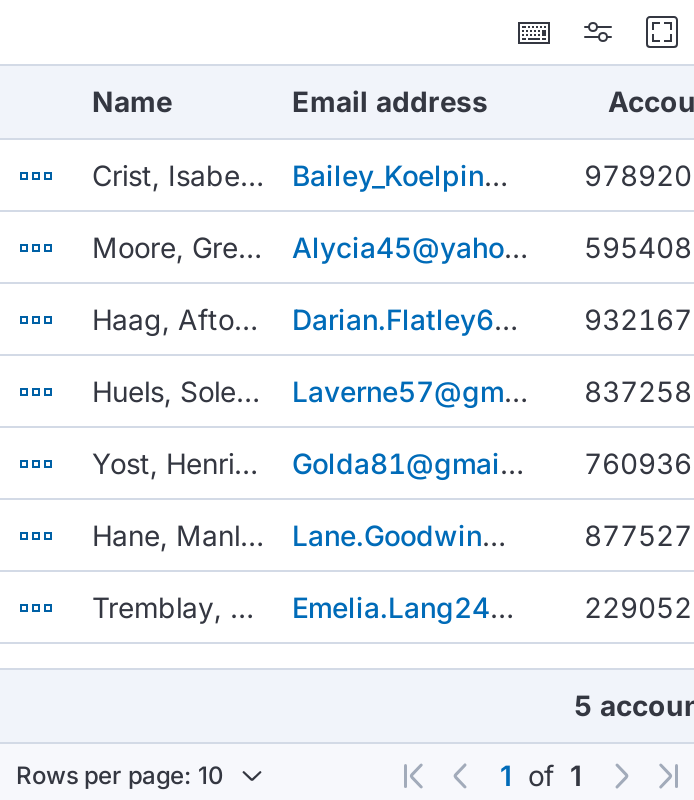 Name Email address Accou
Crist, Isabe... Bailey_Koelpin... 978920
Moore, Gre... Alycia45@yaho... 595408
Haag, Afto... Darian.Flatley6... 932167
Huels, Sole... Laverne57@gm... 837258
Yost, Henri... Golda81@gmai... 760936
Hane, Manl... Lane.Goodwin... 877527
Tremblay, ... Emelia.Lang24... 229052
5 accoun
Rows per page: 10 1 of 1